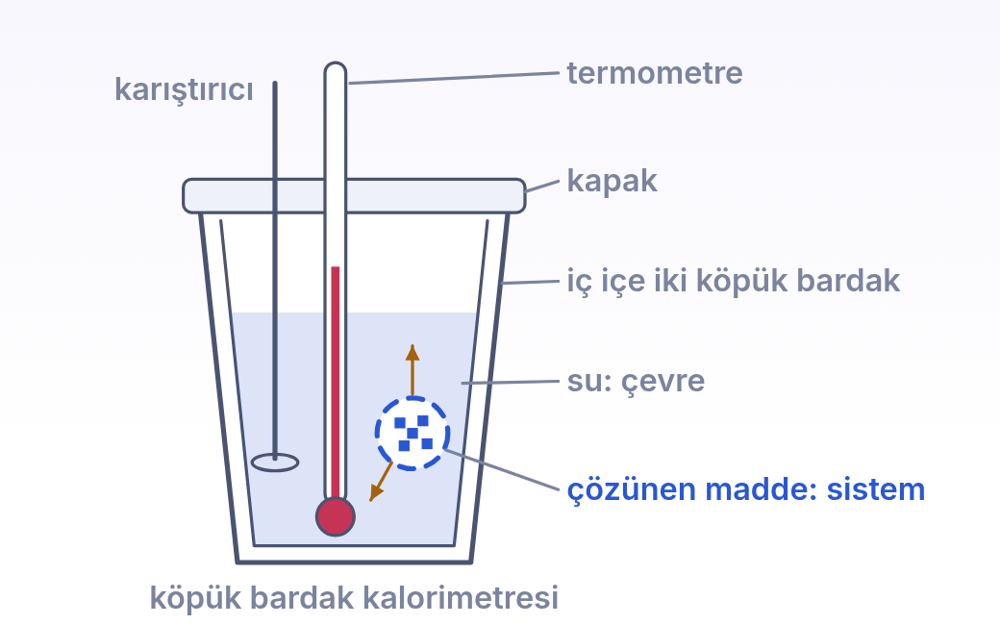 karıştırıcı
termometre
kapak
iç içe iki köpük bardak
su: çevre
çözünen madde: sistem
köpük bardak kalorimetresi